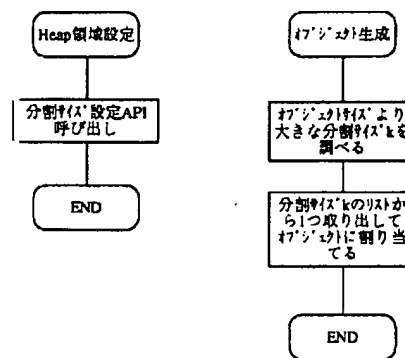 Heap領域設定
分割ｻｲｽﾞ設定API
呼び出し
END
ｵﾌﾞｼﾞｪｸﾄ生成
ｵﾌﾞｼﾞｪｸﾄｻｲｽﾞより
大きな分割ｻｲｽﾞkを
調べる
分割ｻｲｽﾞkのリストか
ら1つ取り出して
ｵﾌﾞｼﾞｪｸﾄに割り当
てる
END